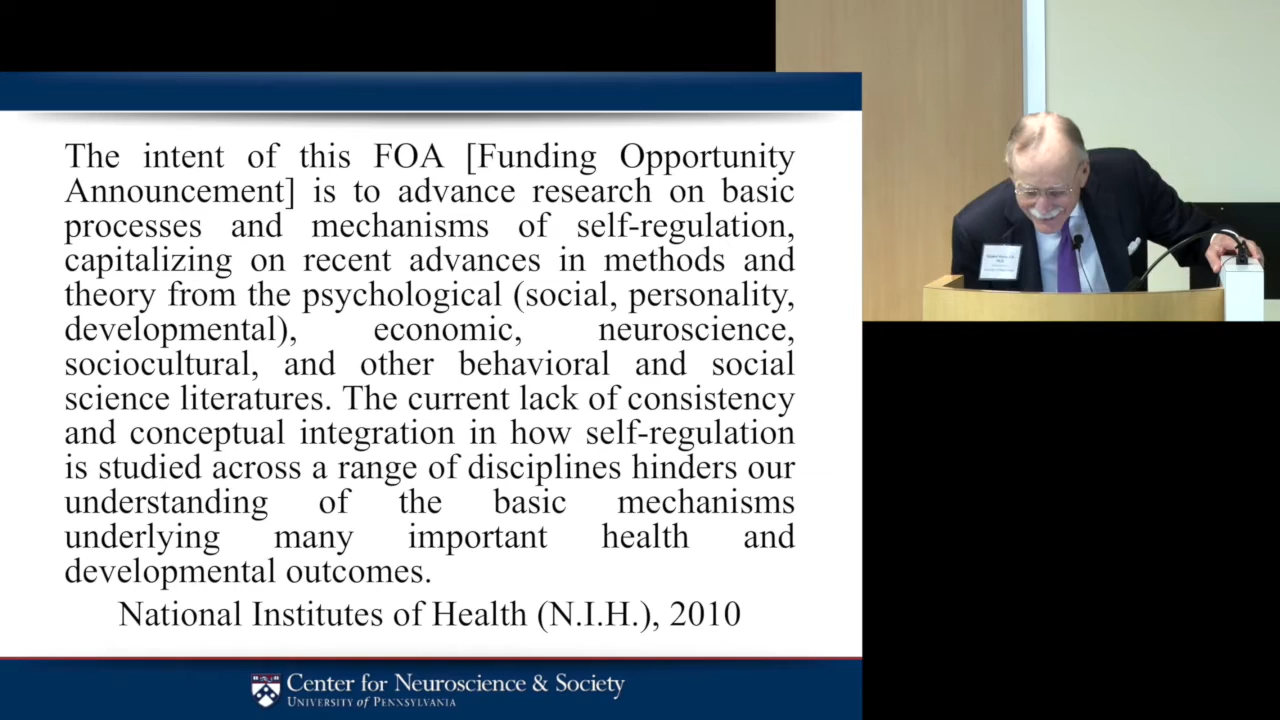 The intent of this FOA [Funding Opportunity
Announcement] is to advance research on basic
processes and mechanisms of self-regulation,
capitalizing on recent advances in methods and
theory from the psychological (social, personality,
developmental), economic, neuroscience,
sociocultural, and other behavioral and social
science literatures. The current lack of consistency
and conceptual integration in how self-regulation
is studied across a range of disciplines hinders our
understanding of the basic mechanisms
underlying many important health and
developmental outcomes.
National Institutes of Health (N.I.H.), 2010
Center for Neuroscience & Society
UNIVERSITY OF PENNSYLVANIA